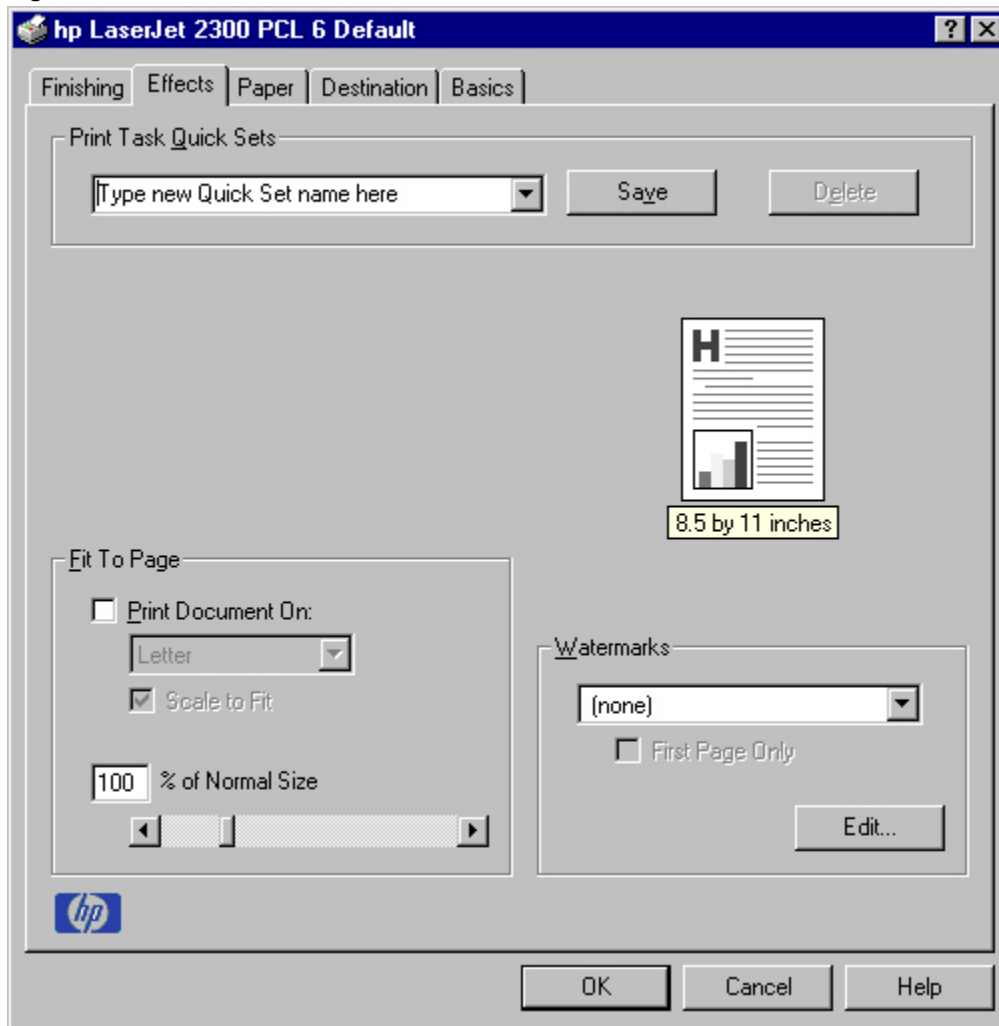 hp LaserJet 2300 PCL 6 Default
Finishing Effects Paper Destination Basics
Print Task Quick Sets
Type new Quick Set name here Save Delete
H
8.5 by 11 inches
Fit To Page
Print Document On:
Letter
Scale to Fit
100 % of Normal Size
Watermarks
(none)
First Page Only
Edit...
hp
OK Cancel Help